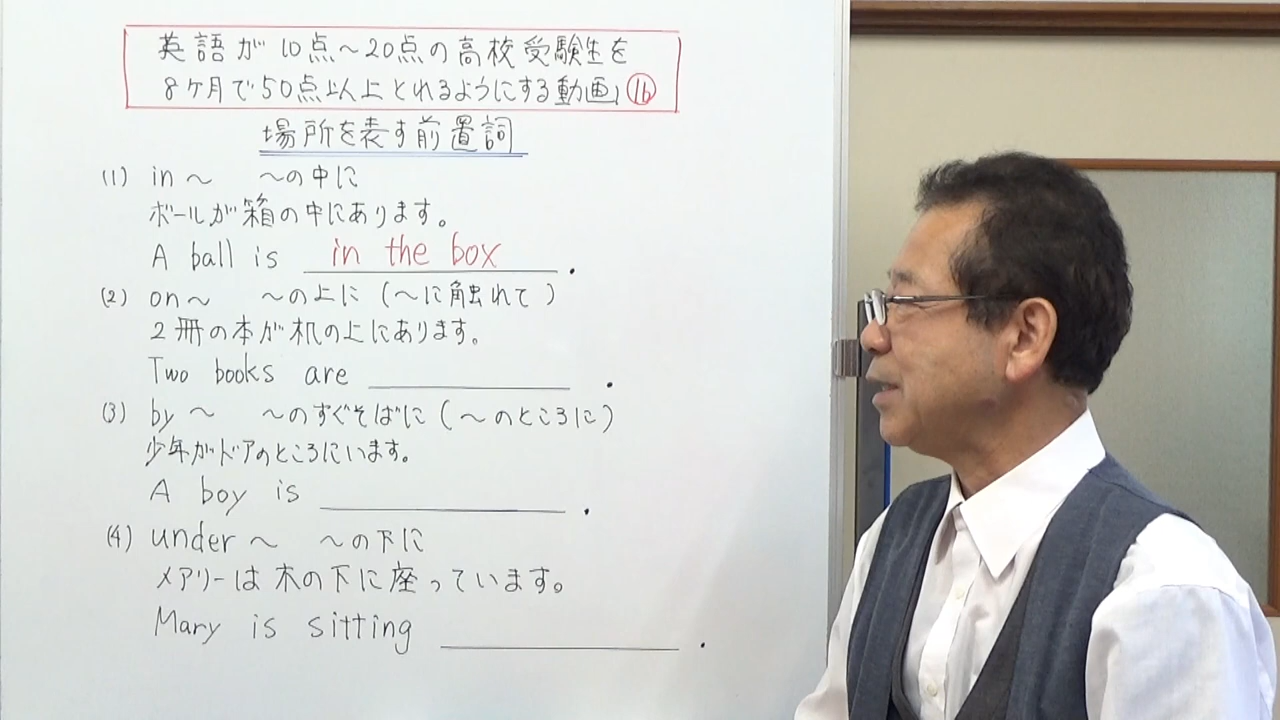 英語が10点～20点の高校受験生を
8ヶ月で50点以上とれるようにする動画」⑯
場所を表す前置詞
(1) in ～ ～の中に
ボールが箱の中にあります。
A ball is in the box.
(2) on ～ ～の上に (～に触れて)
2冊の本が机の上にあります。
Two books are ______.
(3) by ～ ～のすぐそばに (～のところに)
少年がドアのところにいます。
A boy is ______.
(4) under ～ ～の下に
メアリーは木の下に座っています。
Mary is sitting ______.